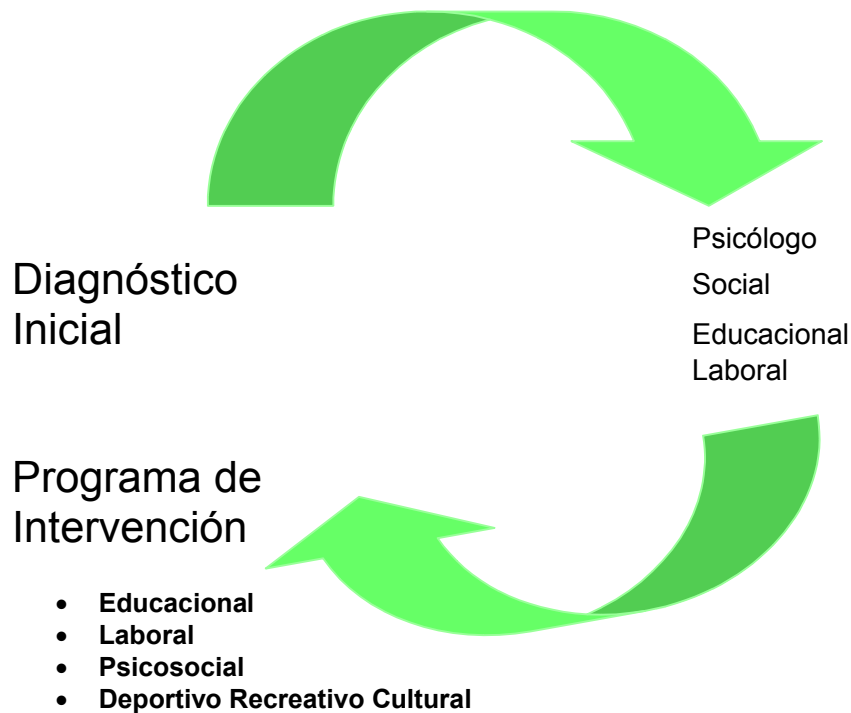 Diagnóstico
Inicial
Psicólogo
Social
Educacional
Laboral
Programa de
Intervención
• Educacional
• Laboral
• Psicosocial
• Deportivo Recreativo Cultural